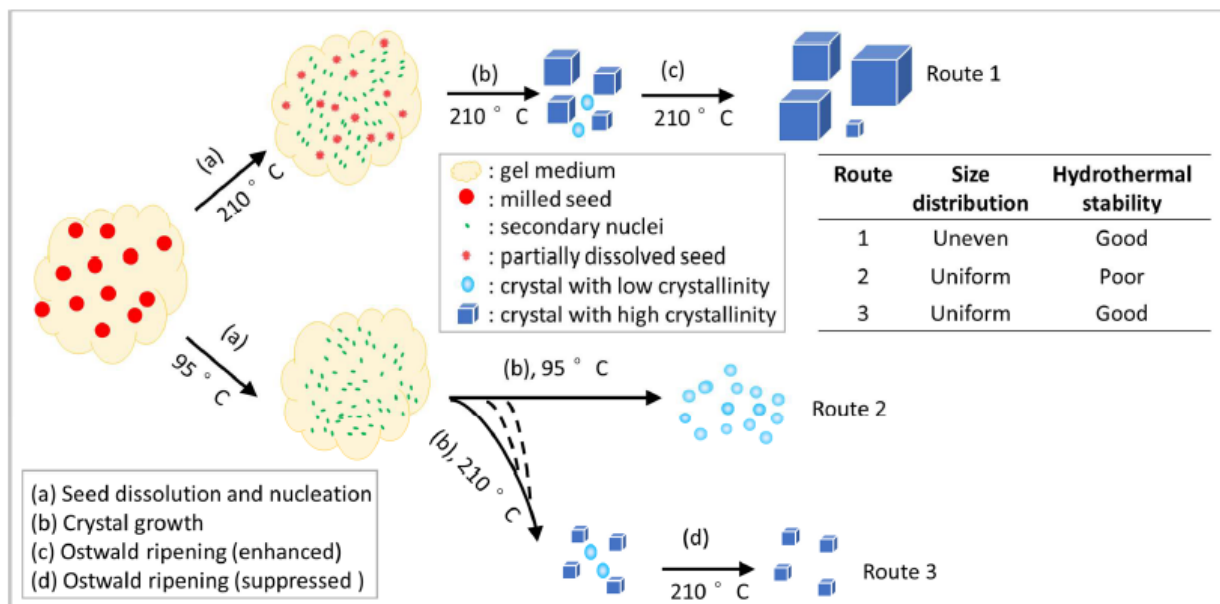 (a)
210 ° C
(b)
210 ° C
(c)
210 ° C
Route 1
: gel medium
: milled seed
: secondary nuclei
: partially dissolved seed
: crystal with low crystallinity
: crystal with high crystallinity
Route Size distribution Hydrothermal stability
1 Uneven Good
2 Uniform Poor
3 Uniform Good
(a)
95 ° C
(b), 95 ° C
Route 2
(b), 210 ° C
(d)
210 ° C
Route 3
(a) Seed dissolution and nucleation
(b) Crystal growth
(c) Ostwald ripening (enhanced)
(d) Ostwald ripening (suppressed )